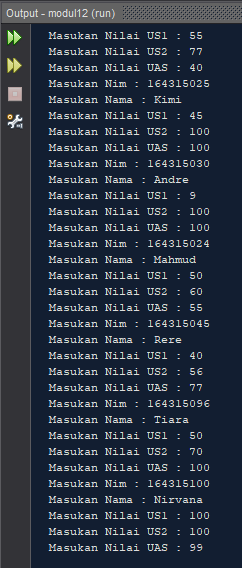 Output - modul12 (run)
Masukan Nilai US1 : 55
Masukan Nilai US2 : 77
Masukan Nilai UAS : 40
Masukan Nim : 164315025
Masukan Nama : Kimi
Masukan Nilai US1 : 45
Masukan Nilai US2 : 100
Masukan Nilai UAS : 100
Masukan Nim : 164315030
Masukan Nama : Andre
Masukan Nilai US1 : 9
Masukan Nilai US2 : 100
Masukan Nilai UAS : 100
Masukan Nim : 164315024
Masukan Nama : Mahmud
Masukan Nilai US1 : 50
Masukan Nilai US2 : 60
Masukan Nilai UAS : 55
Masukan Nim : 164315045
Masukan Nama : Rere
Masukan Nilai US1 : 40
Masukan Nilai US2 : 56
Masukan Nilai UAS : 77
Masukan Nim : 164315096
Masukan Nama : Tiara
Masukan Nilai US1 : 50
Masukan Nilai US2 : 70
Masukan Nilai UAS : 100
Masukan Nim : 164315100
Masukan Nama : Nirvana
Masukan Nilai US1 : 100
Masukan Nilai US2 : 100
Masukan Nilai UAS : 99